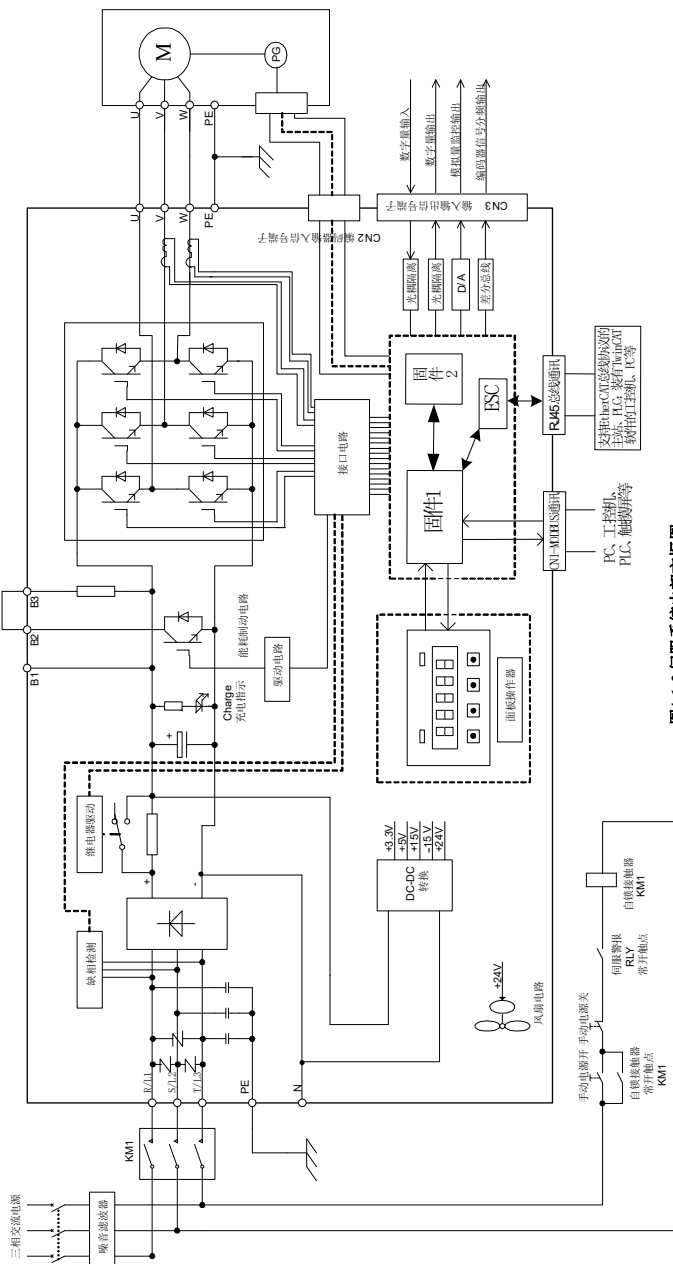 三相交流电源
噪音滤波器
KM1
R/L1
S/L2
T/L3
PE
N
缺相检测
继电器驱动
+
-
+
Charge
充电指示
B1
B2
B3
能耗制动电路
驱动电路
接口电路
U
V
W
PE
U
V
W
PE
M
PG
CN2 编码器输入信号端子
CN3 输入输出信号端子
数字量输入
数字量输出
模拟量监控输出
编码器信号分频输出
光耦隔离
光耦隔离
D/A
差分总线
固件1
固件2
ESC
RJ45总线通讯
支持EtherCAT总线协议的
主站、PLC；装有TwinCAT
软件的工控机、PC等
CN1-MODBUS通讯
PC、工控机、
PLC、触摸屏等
面板操作器
DC-DC
转换
+3.3V
+5V
+15V
-15 V
+24V
+24V
风扇电路
手动电源开
手动电源关
自锁接触器
常开触点
KM1
伺服警报
RLY
常开触点
自锁接触器
KM1